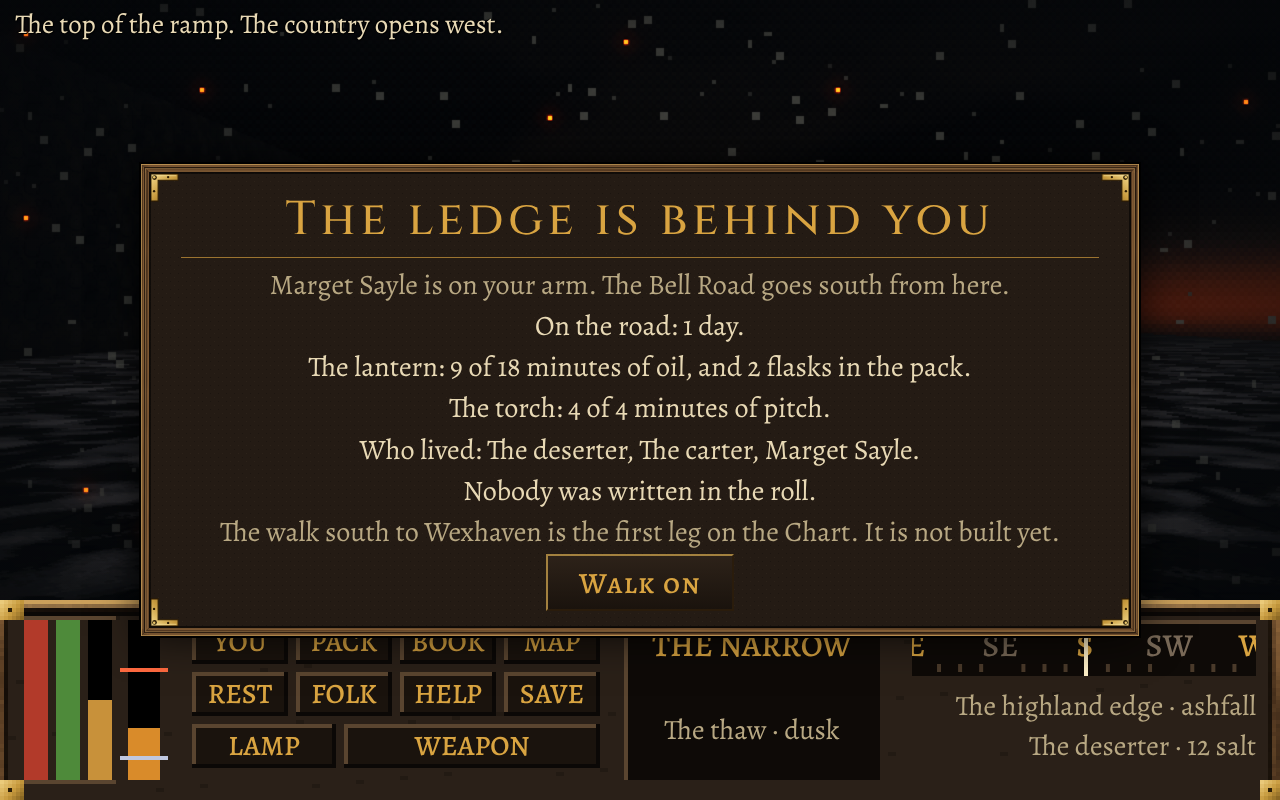 The top of the ramp. The country opens west.
The ledge is behind you
Marget Sayle is on your arm. The Bell Road goes south from here.
On the road: 1 day.
The lantern: 9 of 18 minutes of oil, and 2 flasks in the pack.
The torch: 4 of 4 minutes of pitch.
Who lived: The deserter, The carter, Marget Sayle.
Nobody was written in the roll.
The walk south to Wexhaven is the first leg on the Chart. It is not built yet.
Walk on
YOU PACK BOOK MAP
REST FOLK HELP SAVE
LAMP WEAPON
THE NARROW
The thaw · dusk
E SE S SW W
The highland edge · ashfall
The deserter · 12 salt